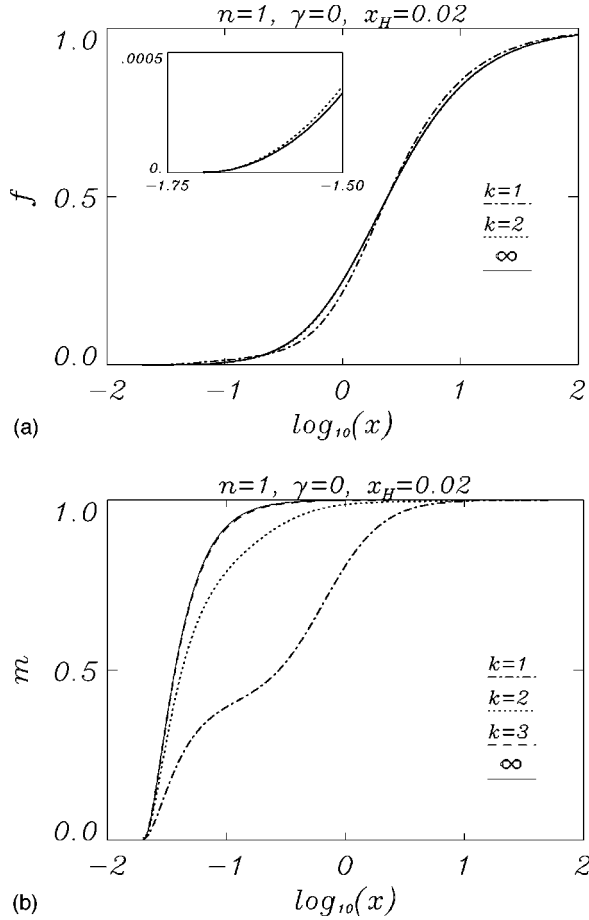 n=1, γ=0, x_H=0.02
1.0
.0005
0.
−1.75
−1.50
f
0.5
k=1
k=2
∞
0.0
−2
−1
0
1
2
(a)
log₁₀(x)
n=1, γ=0, x_H=0.02
1.0
m
0.5
k=1
k=2
k=3
∞
0.0
−2
−1
0
1
2
(b)
log₁₀(x)